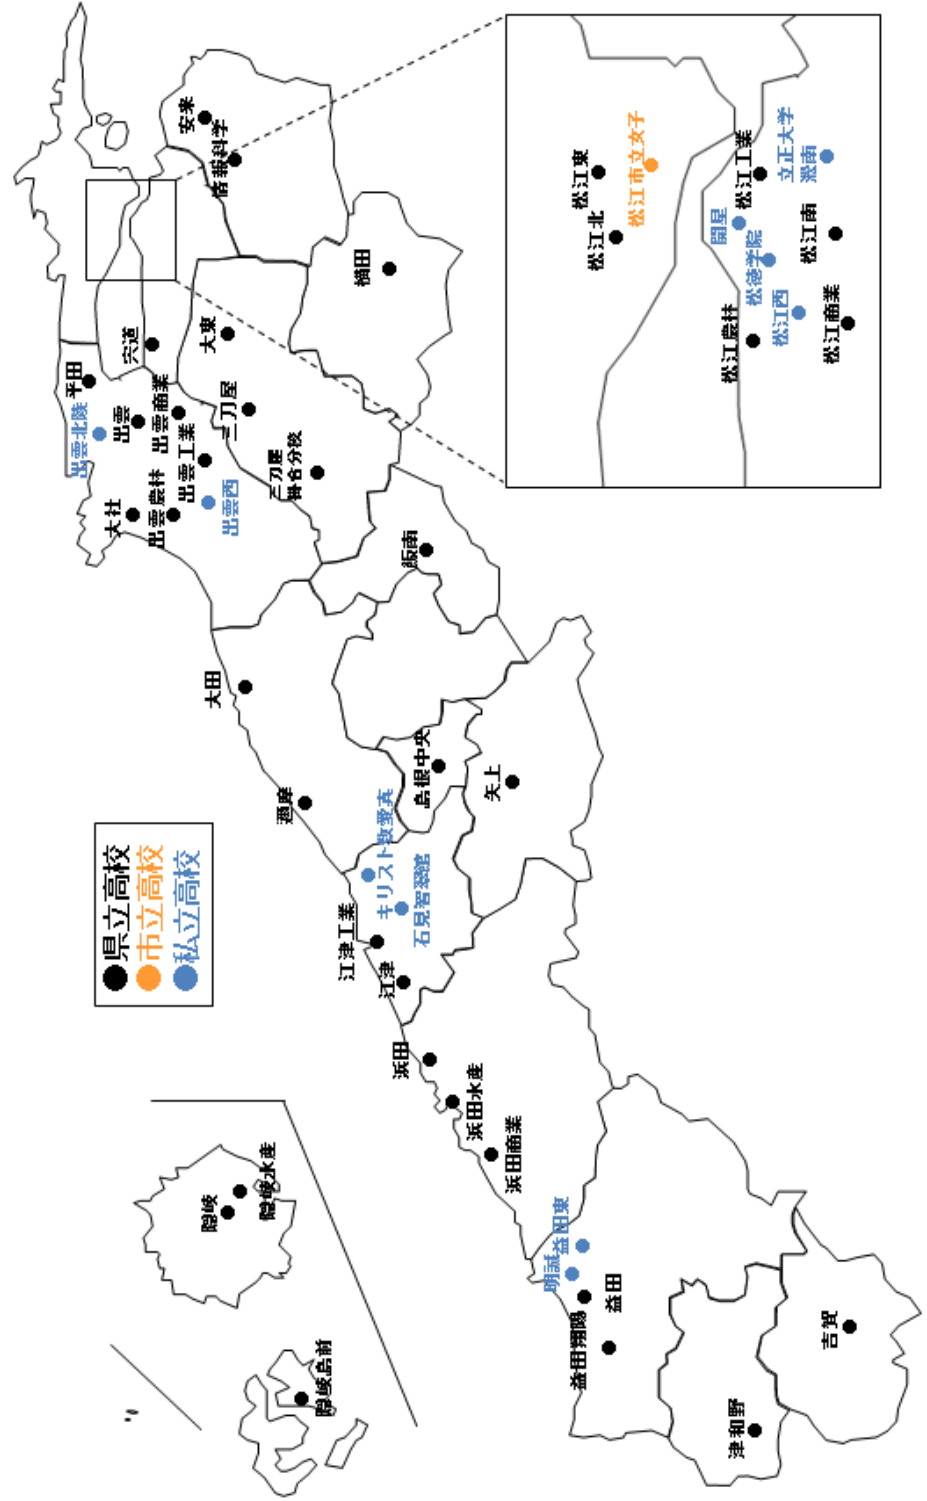 県立高校
市立高校
私立高校
隠岐
隠岐水産
隠岐島前
安来
情報科学
横田
宍道
大東
平田
出雲北陵
出雲
出雲商業
出雲工業
三刀屋
三刀屋
掛合分校
大社
出雲農林
出雲西
飯南
大田
邇摩
島根中央
矢上
キリスト教愛真
石見智翠館
江津工業
江津
浜田
浜田水産
浜田商業
益田東
明誠
益田
益田翔陽
津和野
吉賀
松江東
松江北
松江市立女子
松江工業
立正大学
淞南
開星
松徳学院
松江南
松江西
松江農林
松江商業